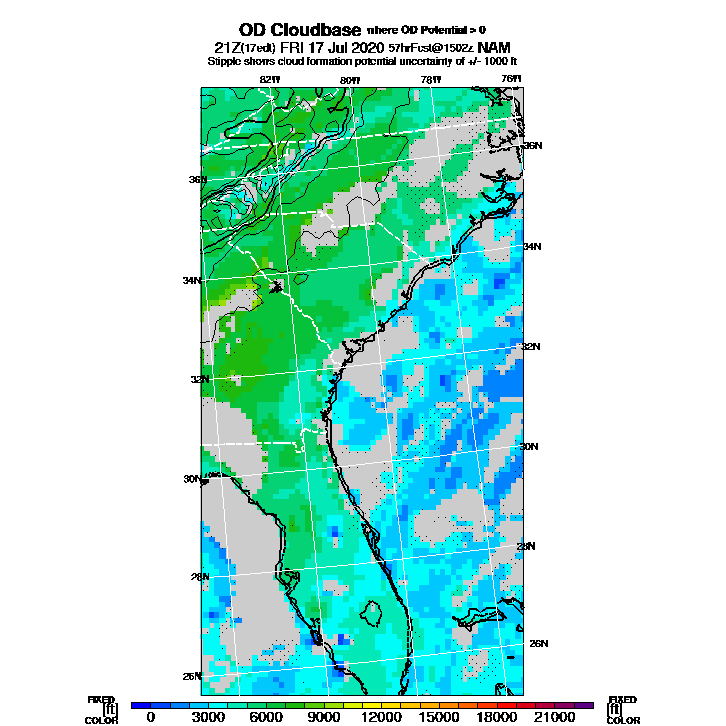 OD Cloudbase where OD Potential > 0
21Z(17edt) FRI 17 Jul 2020 57hrFcst@1502z NAM
Stipple shows cloud formation potential uncertainty of +/- 1000 ft
82W 80W 78W 76W
36N 36N
34N 34N
32N 32N
30N 30N
28N 28N
26N 26N
FIXED FIXED
[ft] [ft]
COLOR COLOR
0 3000 6000 9000 12000 15000 18000 21000